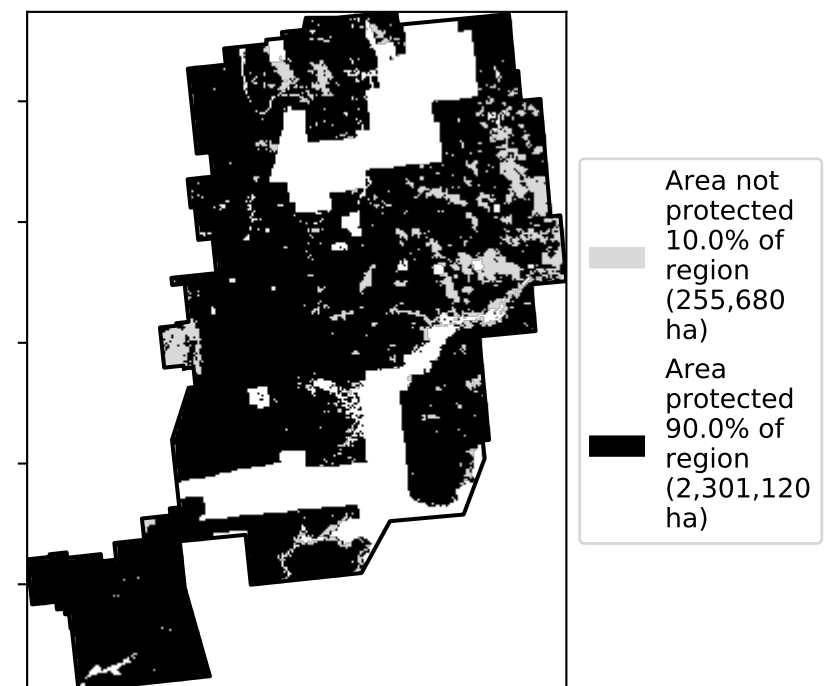 Area not
protected
10.0% of
region
(255,680
ha)
Area
protected
90.0% of
region
(2,301,120
ha)